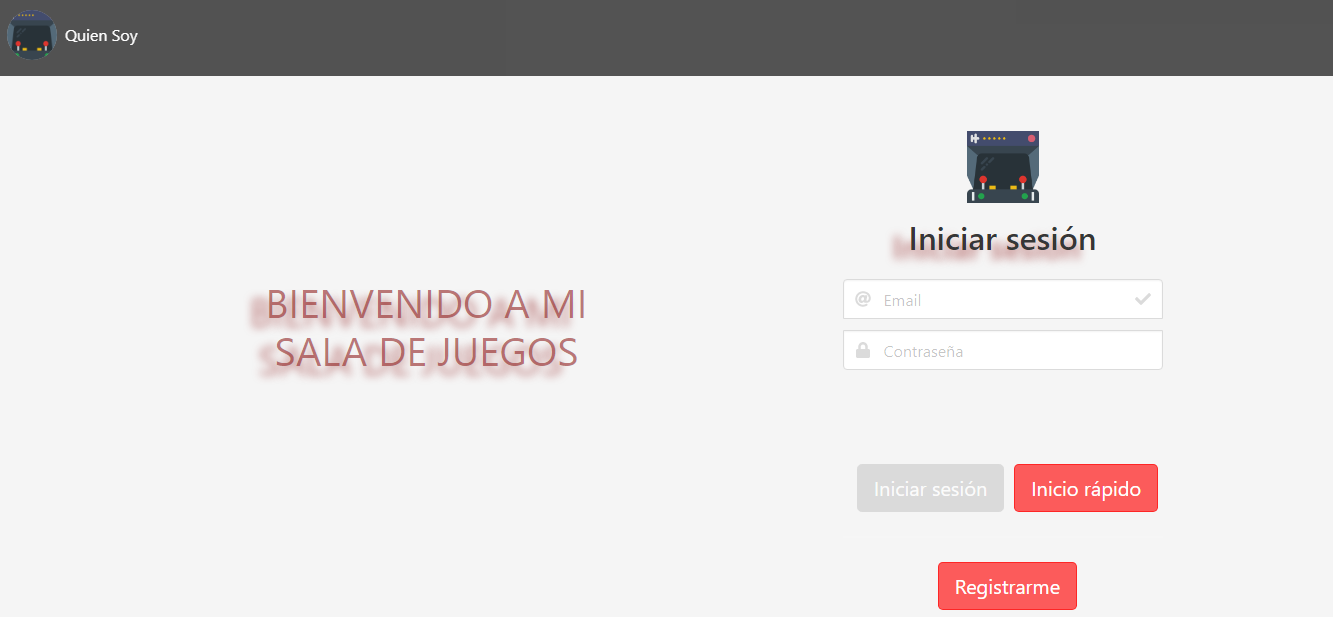 Quien Soy
Iniciar sesión
BIENVENIDO A MI
SALA DE JUEGOS
@ Email
Contraseña
Iniciar sesión
Inicio rápido
Registrarme